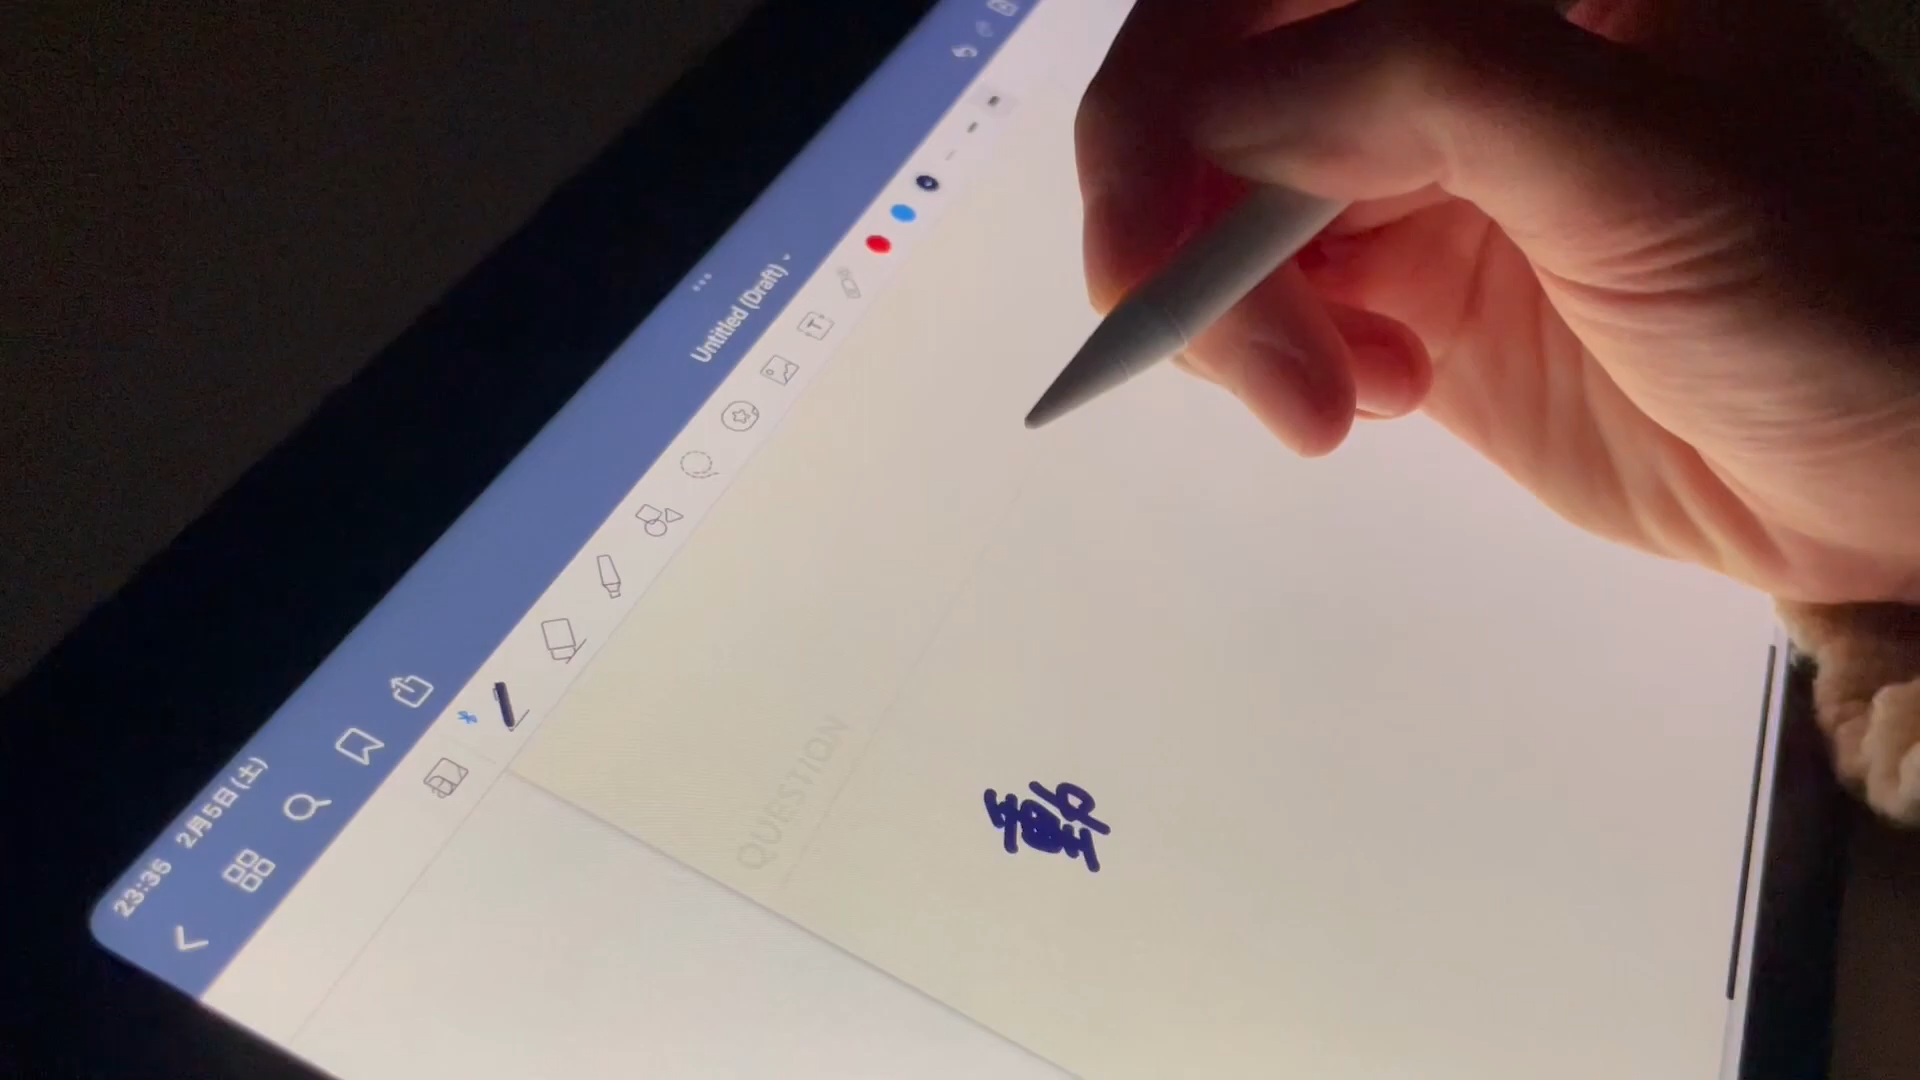 23:36 2月5日(土)
Untitled (Draft)
QUESTION